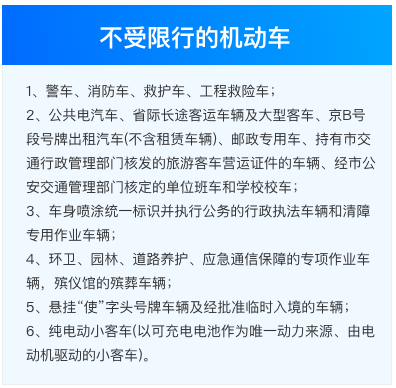 不受限行的机动车
1、警车、消防车、救护车、工程救险车；
2、公共电汽车、省际长途客运车辆及大型客车、京B号
段号牌出租汽车(不含租赁车辆)、邮政专用车、持有市交
通行政管理部门核发的旅游客车营运证件的车辆、经市公
安交通管理部门核定的单位班车和学校校车；
3、车身喷涂统一标识并执行公务的行政执法车辆和清障
专用作业车辆；
4、环卫、园林、道路养护、应急通信保障的专项作业车
辆，殡仪馆的殡葬车辆；
5、悬挂“使”字头号牌车辆及经批准临时入境的车辆；
6、纯电动小客车(以可充电电池作为唯一动力来源、由电
动机驱动的小客车)。